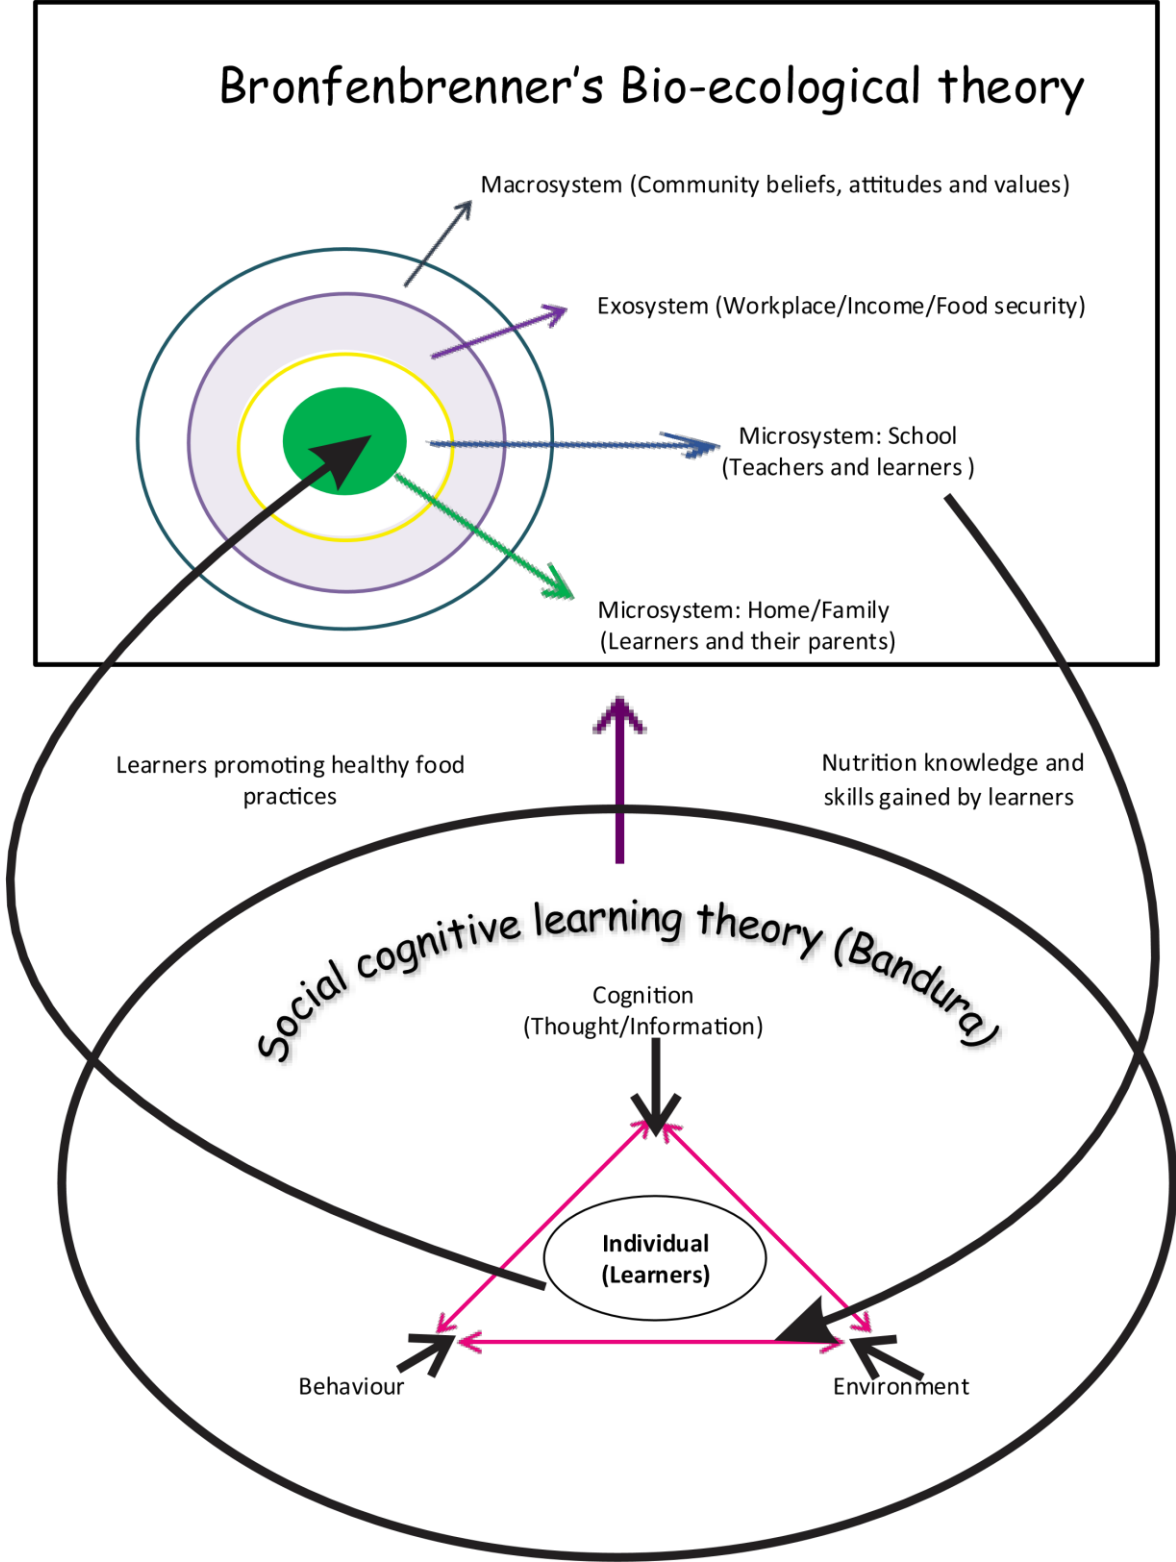 Bronfenbrenner's Bio-ecological theory
Macrosystem (Community beliefs, attitudes and values)
Exosystem (Workplace/Income/Food security)
Microsystem: School
(Teachers and learners )
Microsystem: Home/Family
(Learners and their parents)
Learners promoting healthy food
practices
Nutrition knowledge and
skills gained by learners
Social cognitive learning theory (Bandura)
Cognition
(Thought/Information)
Individual
(Learners)
Behaviour
Environment